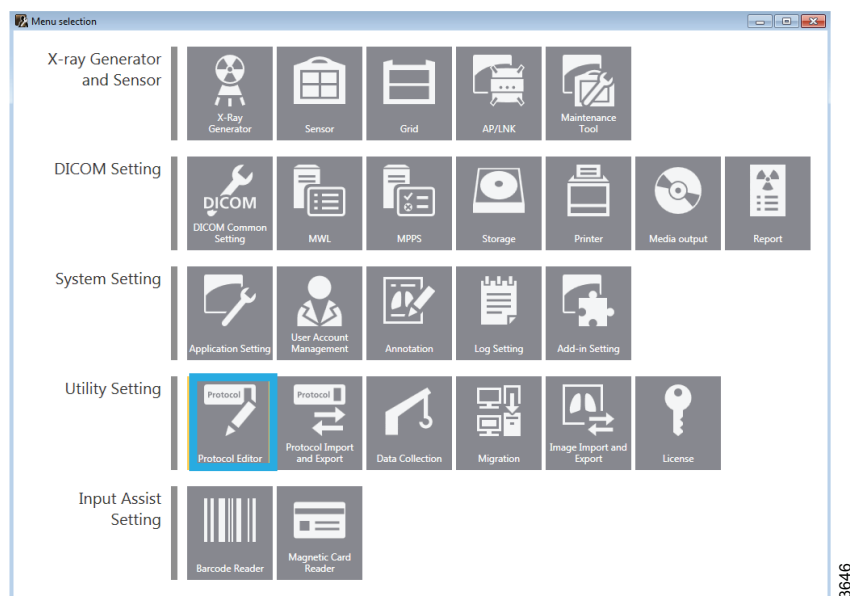 Menu selection
X-ray Generator
and Sensor
X-Ray
Generator
Sensor
Grid
AP/LNK
Maintenance
Tool
DICOM Setting
DICOM
DICOM Common
Setting
MWL
MPPS
Storage
Printer
Media output
Report
System Setting
Application Setting
User Account
Management
Annotation
Log Setting
Add-in Setting
Utility Setting
Protocol
Protocol Editor
Protocol
Protocol Import
and Export
Data Collection
Migration
Image Import and
Export
License
Input Assist
Setting
Barcode Reader
Magnetic Card
Reader